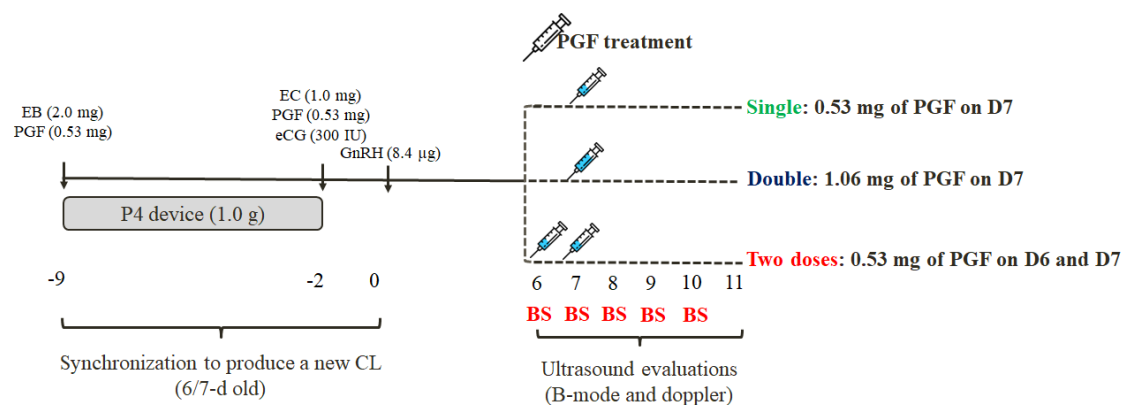 PGF treatment
EB (2.0 mg)
PGF (0.53 mg)
EC (1.0 mg)
PGF (0.53 mg)
eCG (300 IU)
GnRH (8.4 µg)
Single: 0.53 mg of PGF on D7
Double: 1.06 mg of PGF on D7
P4 device (1.0 g)
Two doses: 0.53 mg of PGF on D6 and D7
-9 -2 0 6 7 8 9 10 11
BS BS BS BS BS
Synchronization to produce a new CL
(6/7-d old)
Ultrasound evaluations
(B-mode and doppler)